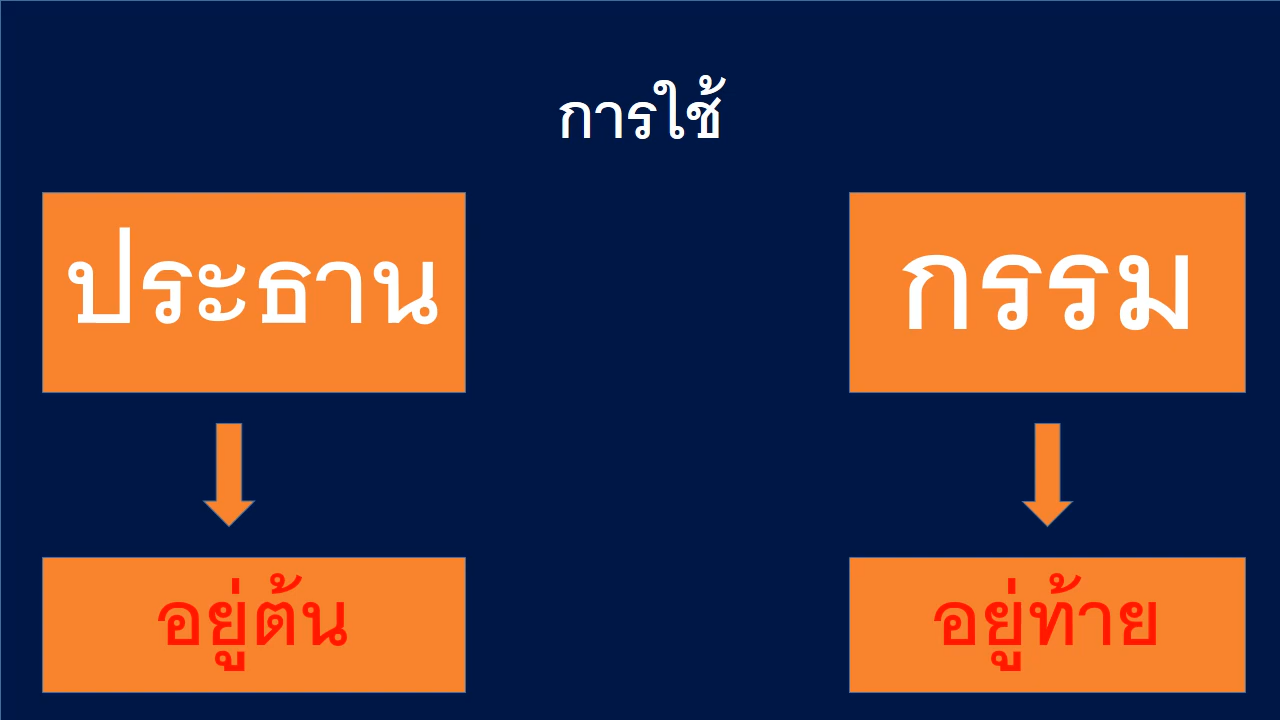 การใช้
ประธาน
กรรม
อยู่ต้น
อยู่ท้าย